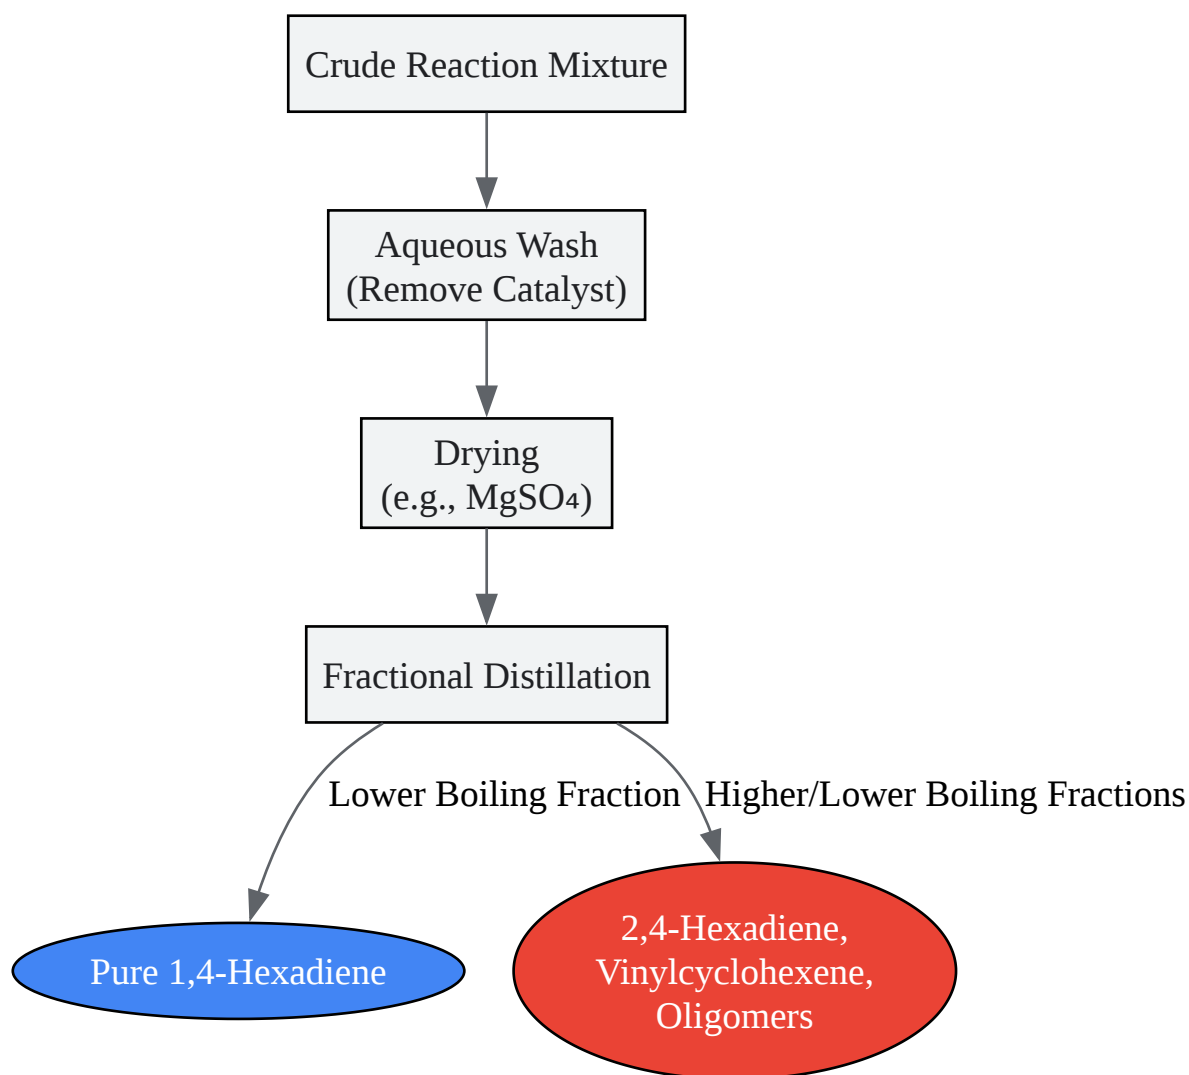 Crude Reaction Mixture
Aqueous Wash
(Remove Catalyst)
Drying
(e.g., MgSO₄)
Fractional Distillation
Lower Boiling Fraction
Higher/Lower Boiling Fractions
Pure 1,4-Hexadiene
2,4-Hexadiene,
Vinylcyclohexene,
Oligomers